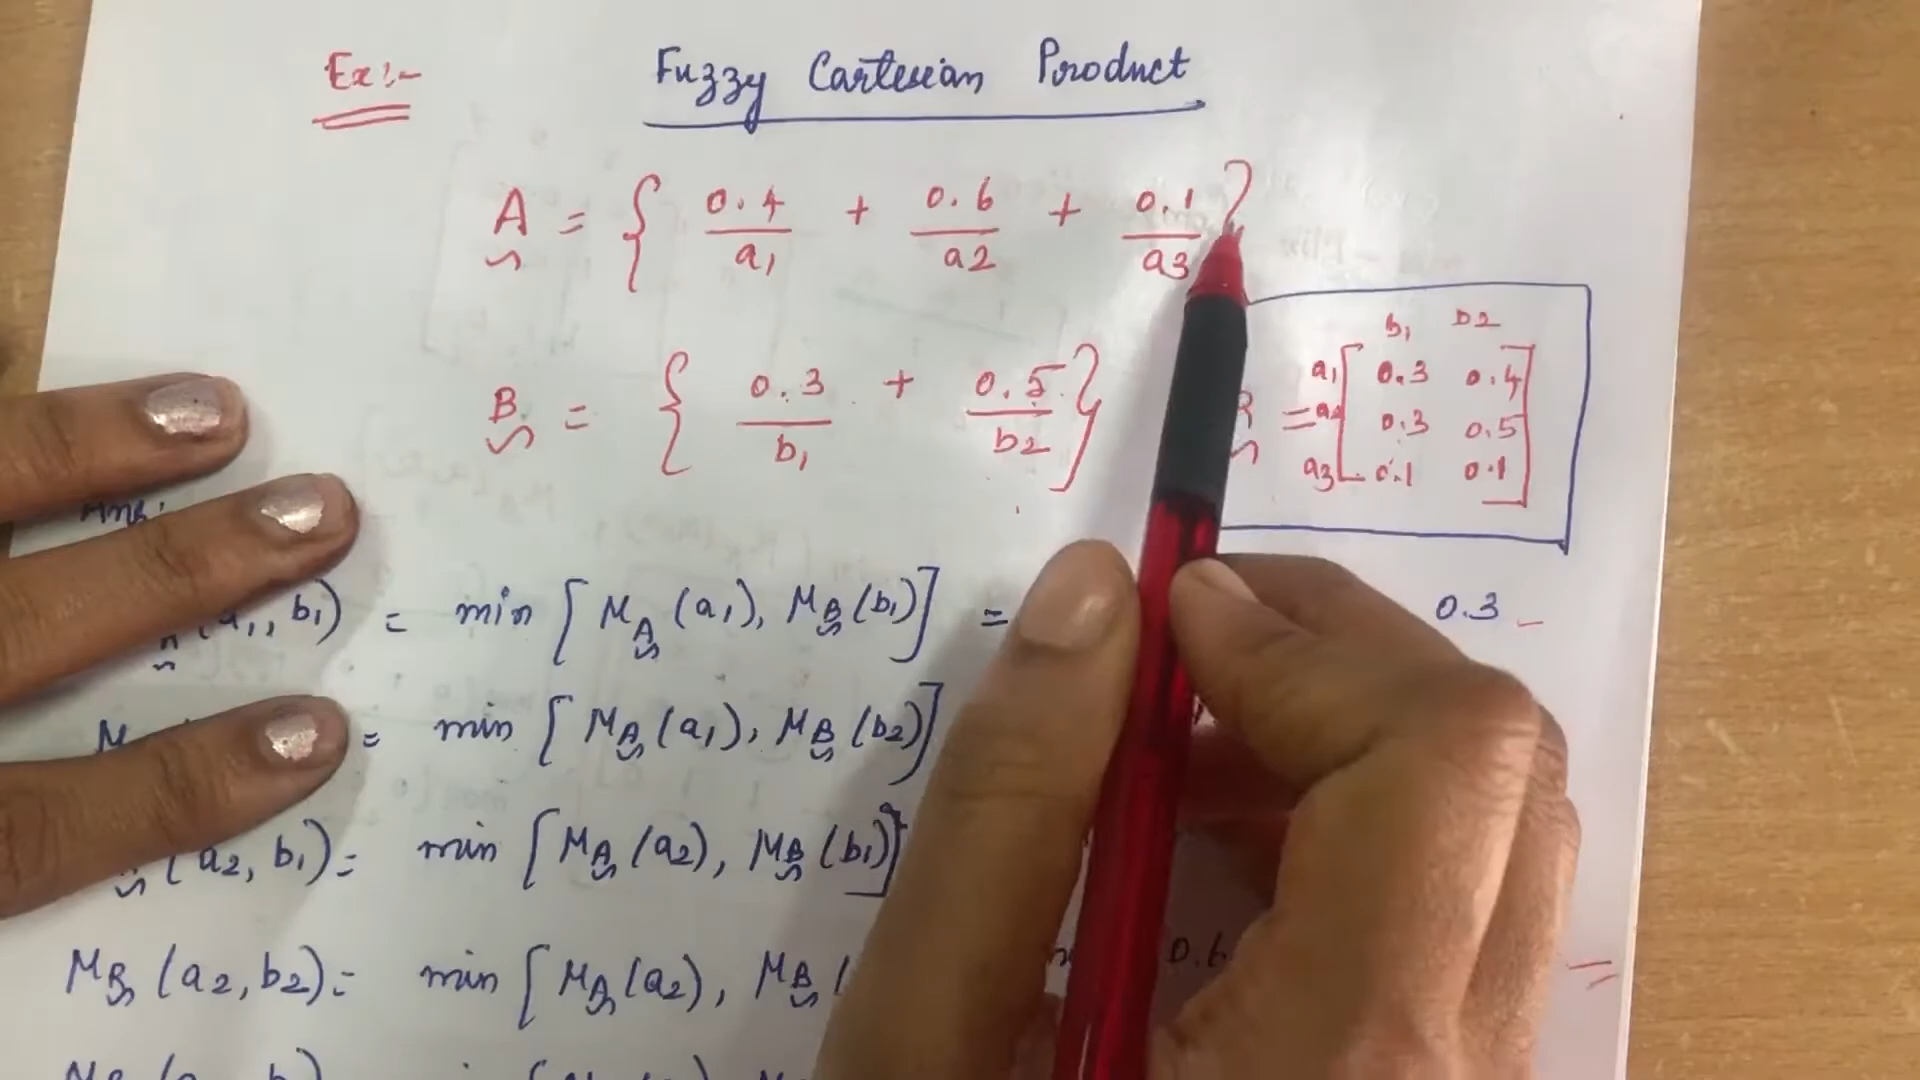 Ex:- Fuzzy Cartesian Product
A = { 0.4/a1 + 0.6/a2 + 0.1/a3 }
B = { 0.3/b1 + 0.5/b2 }
b1 b2
a1 [ 0.3 0.4 ]
R = a2 0.3 0.5
a3 0.1 0.1
Ans:
(a1, b1) = min [ MA (a1), MB (b1) ] = 0.3
M = min [ MA (a1), MB (b2) ]
(a2, b1) = min [ MA (a2), MB (b1) ]
MR (a2, b2) = min [ MA (a2), MB ( 0.6